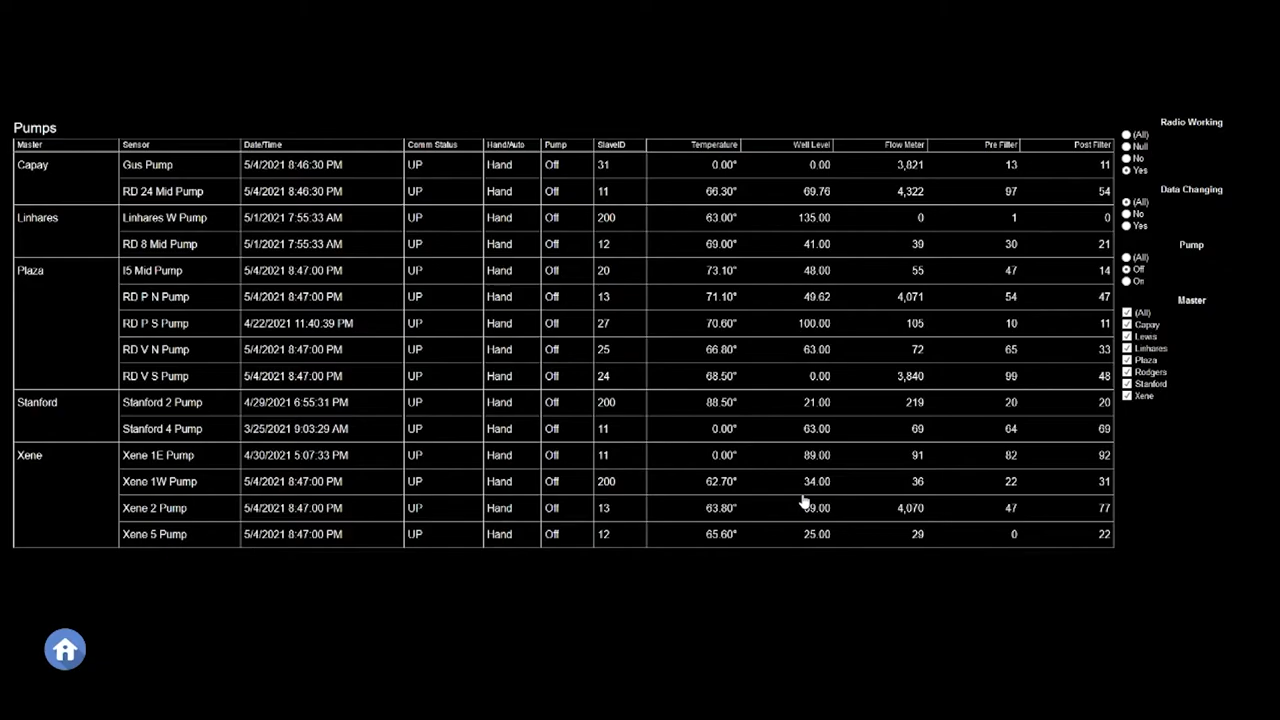 Pumps
Master Sensor Date/Time Comm Status Hand/Auto Pump SlaveID Temperature Well Level Flow Meter Pre Filter Post Filter
Capay Gus Pump 5/4/2021 8:46:30 PM UP Hand Off 31 0.00° 0.00 3,821 13 11
RD 24 Mid Pump 5/4/2021 8:46:30 PM UP Hand Off 11 66.30° 69.76 4,322 97 54
Linhares Linhares W Pump 5/1/2021 7:55:33 AM UP Hand Off 200 63.00° 135.00 0 1 0
RD 8 Mid Pump 5/1/2021 7:55:33 AM UP Hand Off 12 69.00° 41.00 39 30 21
Plaza I5 Mid Pump 5/4/2021 8:47:00 PM UP Hand Off 20 73.10° 48.00 55 47 14
RD P N Pump 5/4/2021 8:47:00 PM UP Hand Off 13 71.10° 49.62 4,071 54 47
RD P S Pump 4/22/2021 11:40:39 PM UP Hand Off 27 70.60° 100.00 105 10 11
RD V N Pump 5/4/2021 8:47:00 PM UP Hand Off 25 66.80° 63.00 72 65 33
RD V S Pump 5/4/2021 8:47:00 PM UP Hand Off 24 68.50° 0.00 3,840 99 48
Stanford Stanford 2 Pump 4/29/2021 6:55:31 PM UP Hand Off 200 88.50° 21.00 219 20 20
Stanford 4 Pump 3/25/2021 9:03:29 AM UP Hand Off 11 0.00° 63.00 69 64 69
Xene Xene 1E Pump 4/30/2021 5:07:33 PM UP Hand Off 11 0.00° 89.00 91 82 92
Xene 1W Pump 5/4/2021 8:47:00 PM UP Hand Off 200 62.70° 34.00 36 22 31
Xene 2 Pump 5/4/2021 8:47:00 PM UP Hand Off 13 63.80° 4,070 47 77
Xene 5 Pump 5/4/2021 8:47:00 PM UP Hand Off 12 65.60° 25.00 29 0 22
Radio Working
(All)
Null
No
Yes
Data Changing
(All)
No
Yes
Pump
(All)
Off
On
Master
(All)
Capay
Lewis
Linhares
Plaza
Rodgers
Stanford
Xene